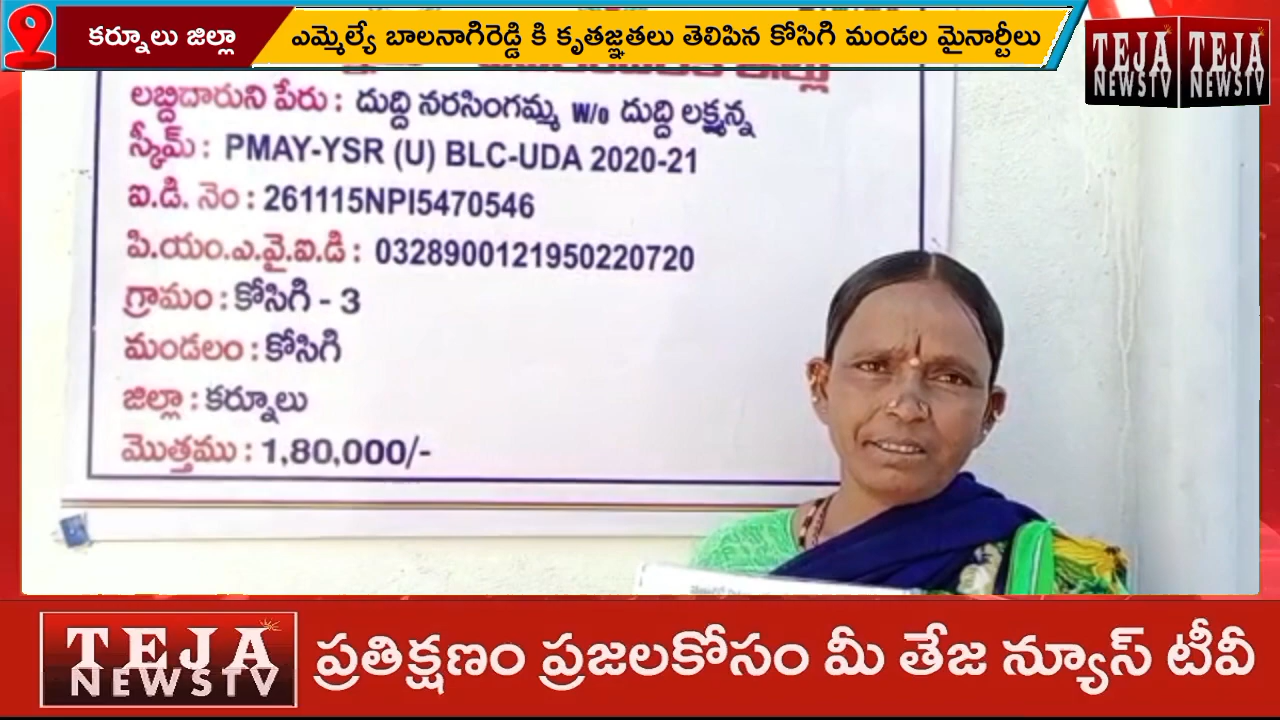 కర్నూలు జిల్లా
ఎమ్మెల్యే బాలనాగిరెడ్డి కి కృతజ్ఞతలు తెలిపిన కోసిగి మండల మైనార్టీలు
TEJA TEJA
NEWSTV NEWSTV
లబ్దిదారుని పేరు : దుద్ది నరసింగమ్మ w/o దుద్ది లక్ష్మన్న
స్కీమ్ : PMAY-YSR (U) BLC-UDA 2020-21
ఐ.డి. నెం : 261115NPI5470546
పి.యం.ఎ.వై.ఐ.డి : 0328900121950220720
గ్రామం : కోసిగి - 3
మండలం : కోసిగి
జిల్లా : కర్నూలు
మొత్తము : 1,80,000/-
TEJA
NEWSTV
ప్రతిక్షణం ప్రజలకోసం మీ తేజ న్యూస్ టీవీ